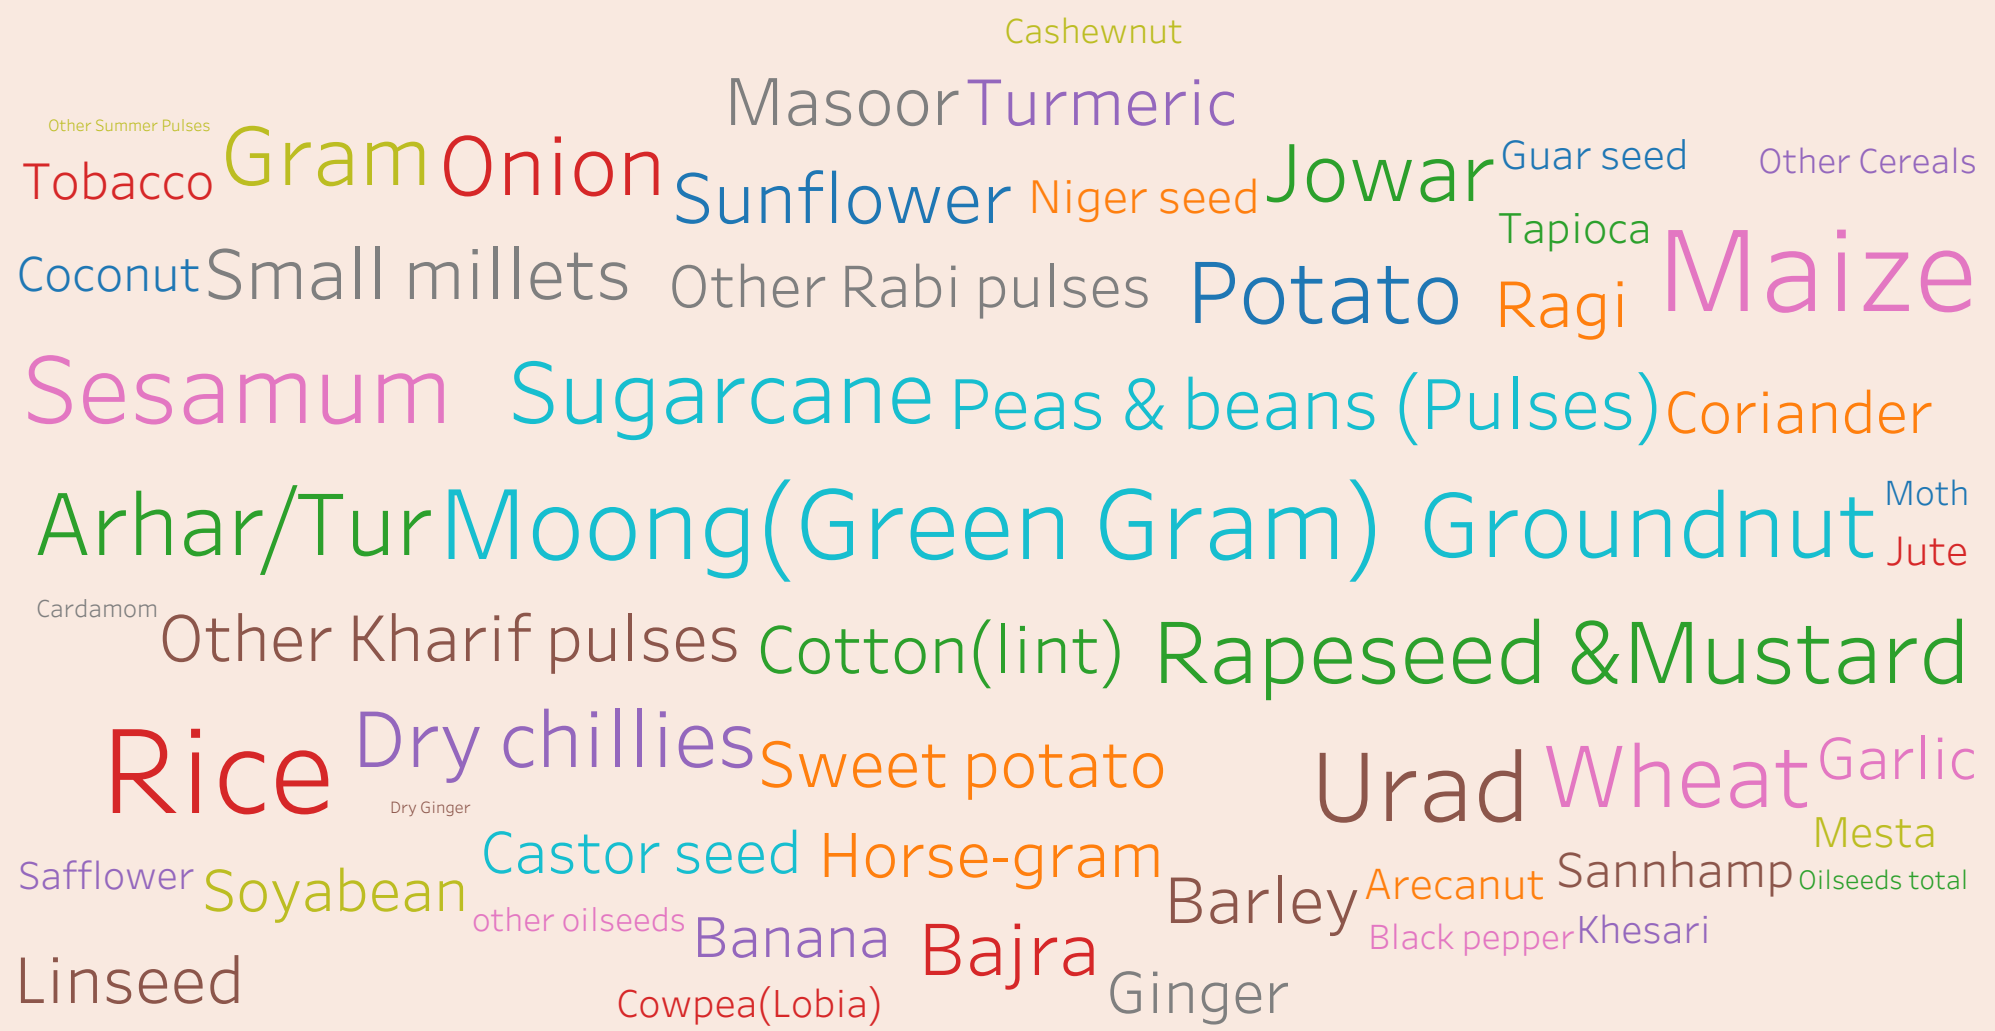 Cashewnut
Masoor Turmeric
Other Summer Pulses
Tobacco Gram Onion Sunflower Niger seed Jowar Guar seed Other Cereals
Tapioca
Coconut Small millets Other Rabi pulses Potato Ragi Maize
Sesamum Sugarcane Peas & beans (Pulses) Coriander
Arhar/Tur Moong(Green Gram) Groundnut Moth
Jute
Cardamom
Other Kharif pulses Cotton(lint) Rapeseed &Mustard
Rice Dry chillies Sweet potato Urad Wheat Garlic
Dry Ginger
Mesta
Safflower Soyabean Castor seed Horse-gram Barley Arecanut Sannhamp Oilseeds total
other oilseeds Banana Bajra Black pepper Khesari
Linseed Cowpea(Lobia) Ginger